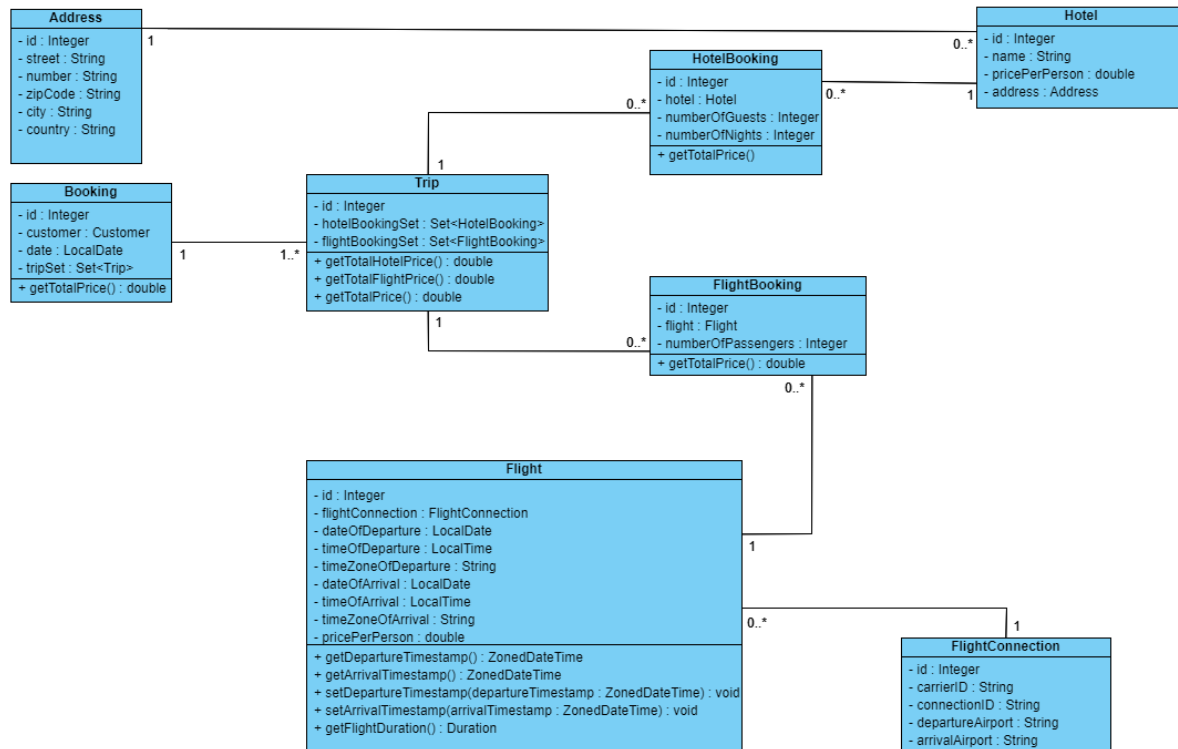 Address
- id : Integer
- street : String
- number : String
- zipCode : String
- city : String
- country : String
1
0..*
Hotel
- id : Integer
- name : String
- pricePerPerson : double
- address : Address
HotelBooking
- id : Integer
- hotel : Hotel
- numberOfGuests : Integer
- numberOfNights : Integer
+ getTotalPrice()
0..*
1
0..*
1
Booking
- id : Integer
- customer : Customer
- date : LocalDate
- tripSet : Set<Trip>
+ getTotalPrice() : double
1
1..*
Trip
- id : Integer
- hotelBookingSet : Set<HotelBooking>
- flightBookingSet : Set<FlightBooking>
+ getTotalHotelPrice() : double
+ getTotalFlightPrice() : double
+ getTotalPrice() : double
1
0..*
FlightBooking
- id : Integer
- flight : Flight
- numberOfPassengers : Integer
+ getTotalPrice() : double
0..*
1
Flight
- id : Integer
- flightConnection : FlightConnection
- dateOfDeparture : LocalDate
- timeOfDeparture : LocalTime
- timeZoneOfDeparture : String
- dateOfArrival : LocalDate
- timeOfArrival : LocalTime
- timeZoneOfArrival : String
- pricePerPerson : double
+ getDepartureTimestamp() : ZonedDateTime
+ getArrivalTimestamp() : ZonedDateTime
+ setDepartureTimestamp(departureTimestamp : ZonedDateTime) : void
+ setArrivalTimestamp(arrivalTimestamp : ZonedDateTime) : void
+ getFlightDuration() : Duration
0..*
1
FlightConnection
- id : Integer
- carrierID : String
- connectionID : String
- departureAirport : String
- arrivalAirport : String